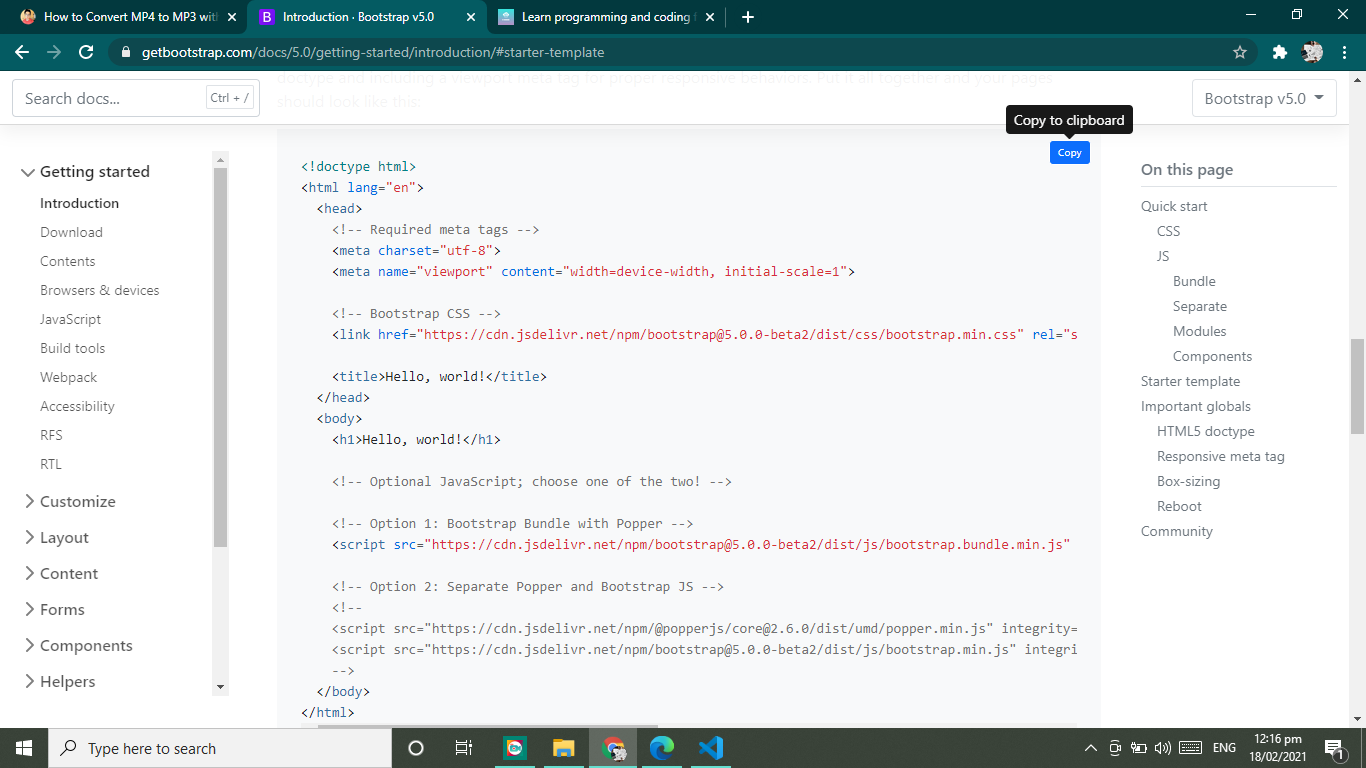 How to Convert MP4 to MP3 with
Introduction · Bootstrap v5.0
Learn programming and coding f
getbootstrap.com/docs/5.0/getting-started/introduction/#starter-template
doctype and including a viewport meta tag for proper responsive behaviors. Put it all together and your pages
should look like this:
Search docs...
Ctrl + /
Bootstrap v5.0
Copy to clipboard
Copy
Getting started
Introduction
Download
Contents
Browsers & devices
JavaScript
Build tools
Webpack
Accessibility
RFS
RTL
Customize
Layout
Content
Forms
Components
Helpers
<!doctype html>
<html lang="en">
<head>
<!-- Required meta tags -->
<meta charset="utf-8">
<meta name="viewport" content="width=device-width, initial-scale=1">
<!-- Bootstrap CSS -->
<link href="https://cdn.jsdelivr.net/npm/bootstrap@5.0.0-beta2/dist/css/bootstrap.min.css" rel="s
<title>Hello, world!</title>
</head>
<body>
<h1>Hello, world!</h1>
<!-- Optional JavaScript; choose one of the two! -->
<!-- Option 1: Bootstrap Bundle with Popper -->
<script src="https://cdn.jsdelivr.net/npm/bootstrap@5.0.0-beta2/dist/js/bootstrap.bundle.min.js"
<!-- Option 2: Separate Popper and Bootstrap JS -->
<!--
<script src="https://cdn.jsdelivr.net/npm/@popperjs/core@2.6.0/dist/umd/popper.min.js" integrity=
<script src="https://cdn.jsdelivr.net/npm/bootstrap@5.0.0-beta2/dist/js/bootstrap.min.js" integri
-->
</body>
</html>
On this page
Quick start
CSS
JS
Bundle
Separate
Modules
Components
Starter template
Important globals
HTML5 doctype
Responsive meta tag
Box-sizing
Reboot
Community
Type here to search
ENG
12:16 pm
18/02/2021
1